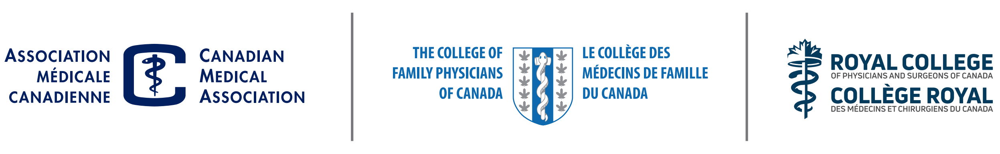 ASSOCIATION
MÉDICALE
CANADIENNE
CANADIAN
MEDICAL
ASSOCIATION
THE COLLEGE OF
FAMILY PHYSICIANS
OF CANADA
LE COLLÈGE DES
MÉDECINS DE FAMILLE
DU CANADA
ROYAL COLLEGE
OF PHYSICIANS AND SURGEONS OF CANADA
COLLÈGE ROYAL
DES MÉDECINS ET CHIRURGIENS DU CANADA